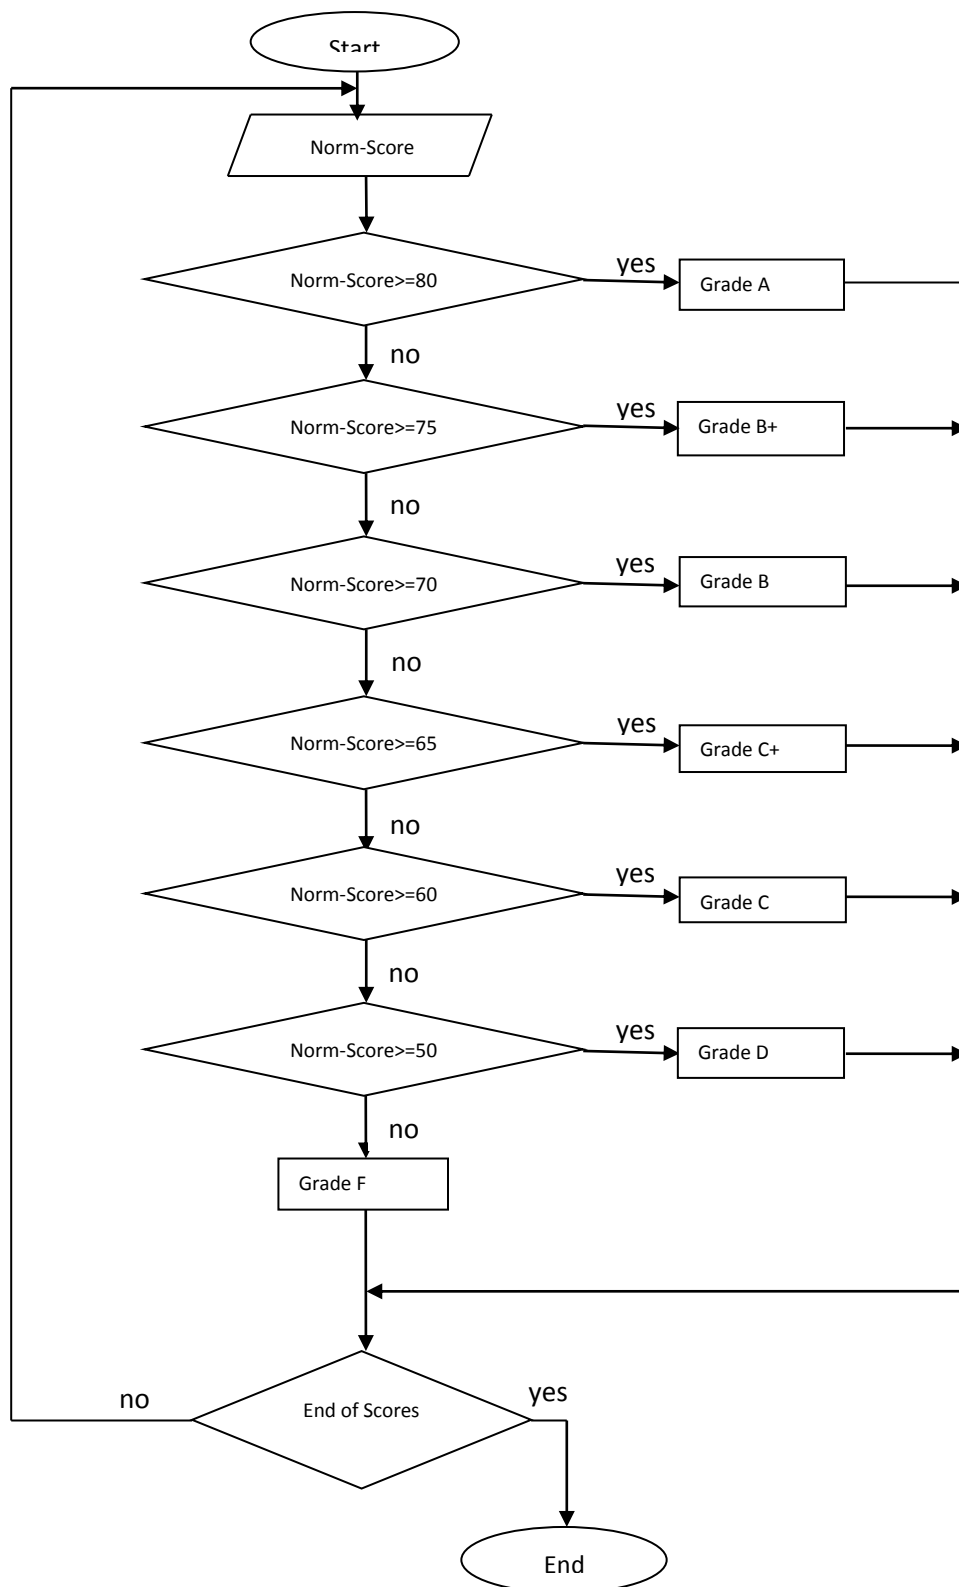 Start
Norm-Score
Norm-Score>=80
yes
Grade A
no
Norm-Score>=75
yes
Grade B+
no
Norm-Score>=70
yes
Grade B
no
Norm-Score>=65
yes
Grade C+
no
Norm-Score>=60
yes
Grade C
no
Norm-Score>=50
yes
Grade D
no
Grade F
no
End of Scores
yes
End